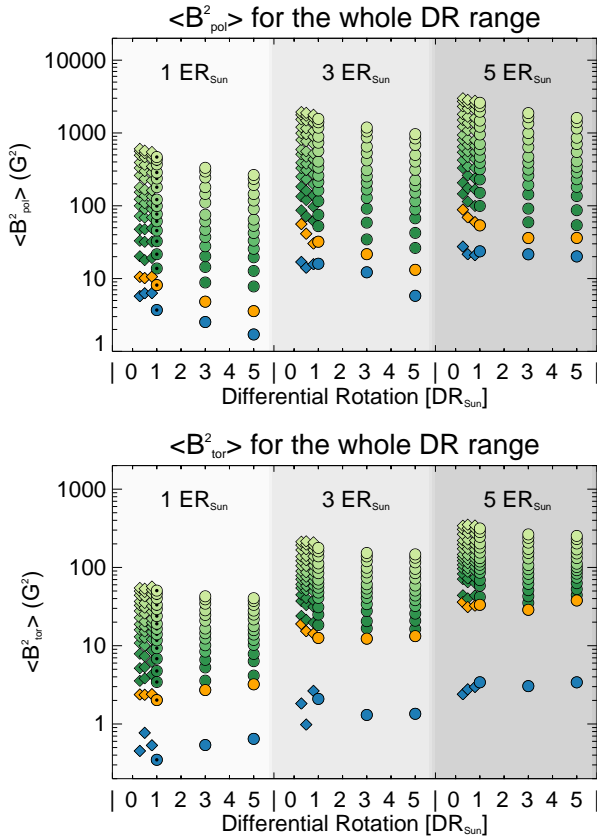 <B²pol> for the whole DR range
10000
1000
100
10
1
<B²pol> (G²)
1 ERSun
3 ERSun
5 ERSun
| 0 1 2 3 4 5 | 0 1 2 3 4 5 | 0 1 2 3 4 5 |
Differential Rotation [DRSun]
<B²tor> for the whole DR range
1000
100
10
1
<B²tor> (G²)
1 ERSun
3 ERSun
5 ERSun
| 0 1 2 3 4 5 | 0 1 2 3 4 5 | 0 1 2 3 4 5 |
Differential Rotation [DRSun]